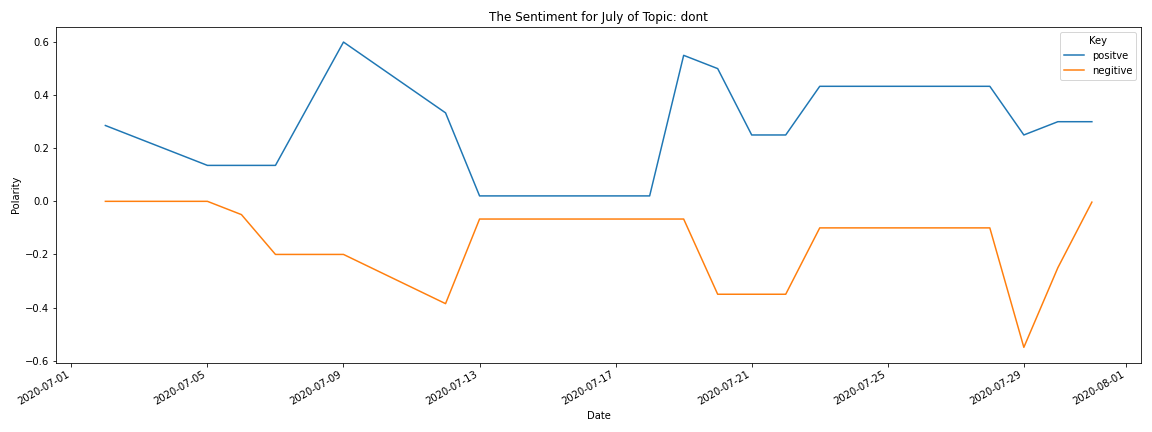 The Sentiment for July of Topic: dont
Key
positve
negitive
0.6
0.4
0.2
0.0
−0.2
−0.4
−0.6
Polarity
2020-07-01
2020-07-05
2020-07-09
2020-07-13
2020-07-17
2020-07-21
2020-07-25
2020-07-29
2020-08-01
Date